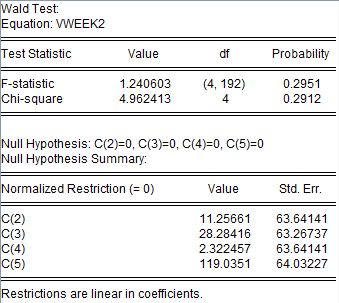 Wald Test:
Equation: VWEEK2
Test Statistic Value df Probability
F-statistic 1.240603 (4, 192) 0.2951
Chi-square 4.962413 4 0.2912
Null Hypothesis: C(2)=0, C(3)=0, C(4)=0, C(5)=0
Null Hypothesis Summary:
Normalized Restriction (= 0) Value Std. Err.
C(2) 11.25661 63.64141
C(3) 28.28416 63.26737
C(4) 2.322457 63.64141
C(5) 119.0351 64.03227
Restrictions are linear in coefficients.